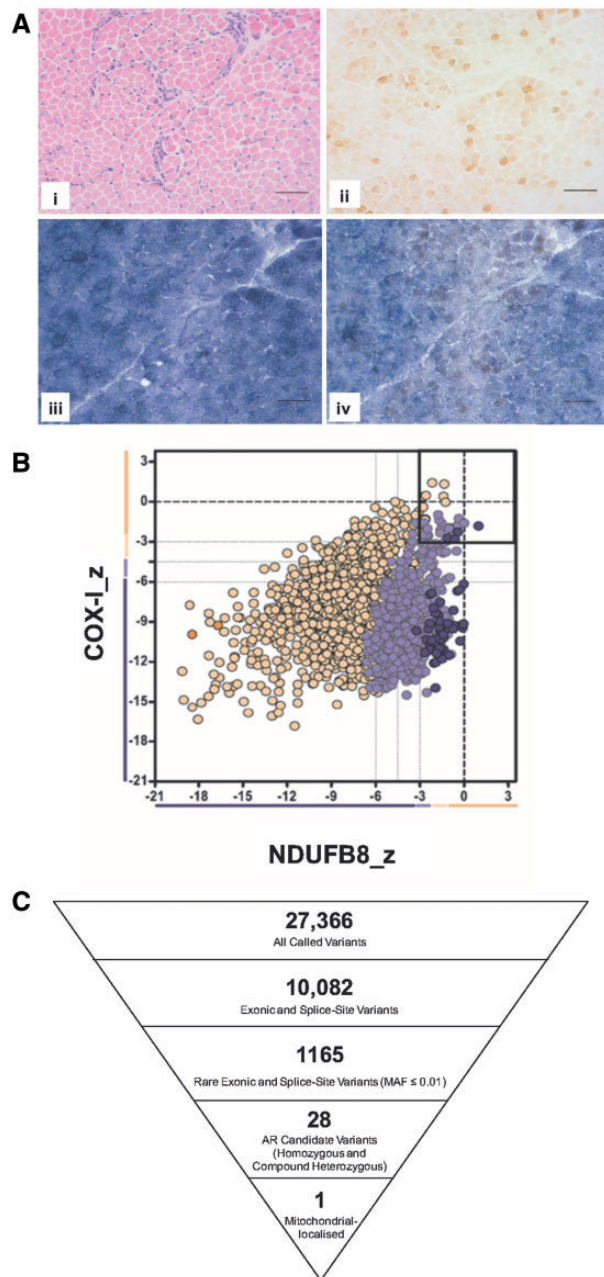 A
i
ii
iii
iv
B
3
0
-3
-6
-9
-12
-15
-18
-21
COX-I_z
-21
-18
-15
-12
-9
-6
-3
0
3
NDUFB8_z
C
27,366
All Called Variants
10,082
Exonic and Splice-Site Variants
1165
Rare Exonic and Splice-Site Variants (MAF ≤ 0.01)
28
AR Candidate Variants
(Homozygous and
Compound Heterozygous)
1
Mitochondrial-
localised